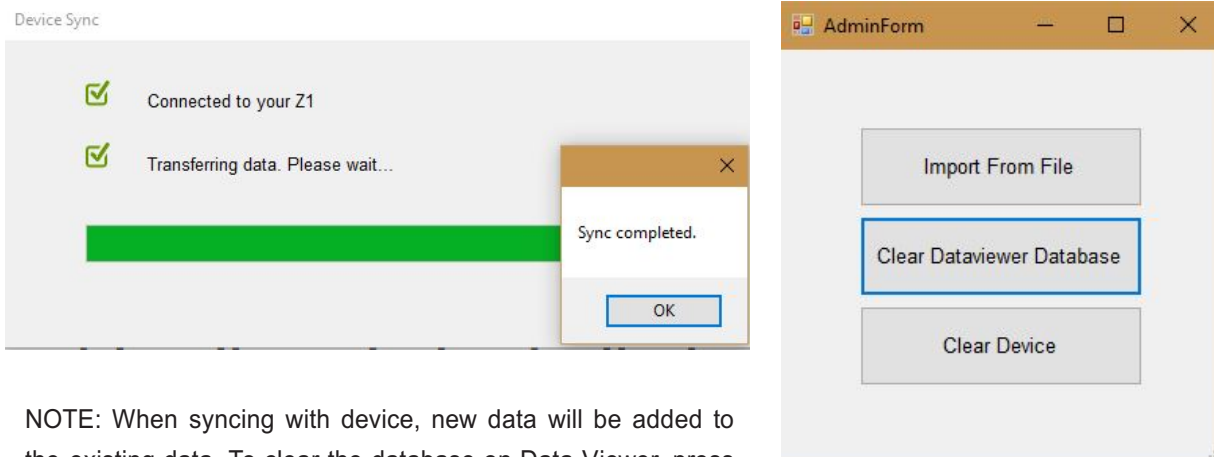 Device Sync
Connected to your Z1
Transferring data. Please wait...
Sync completed.
OK
AdminForm
Import From File
Clear Dataviewer Database
Clear Device
NOTE: When syncing with device, new data will be added to
the existing data. To clear the database on Data Viewer, press